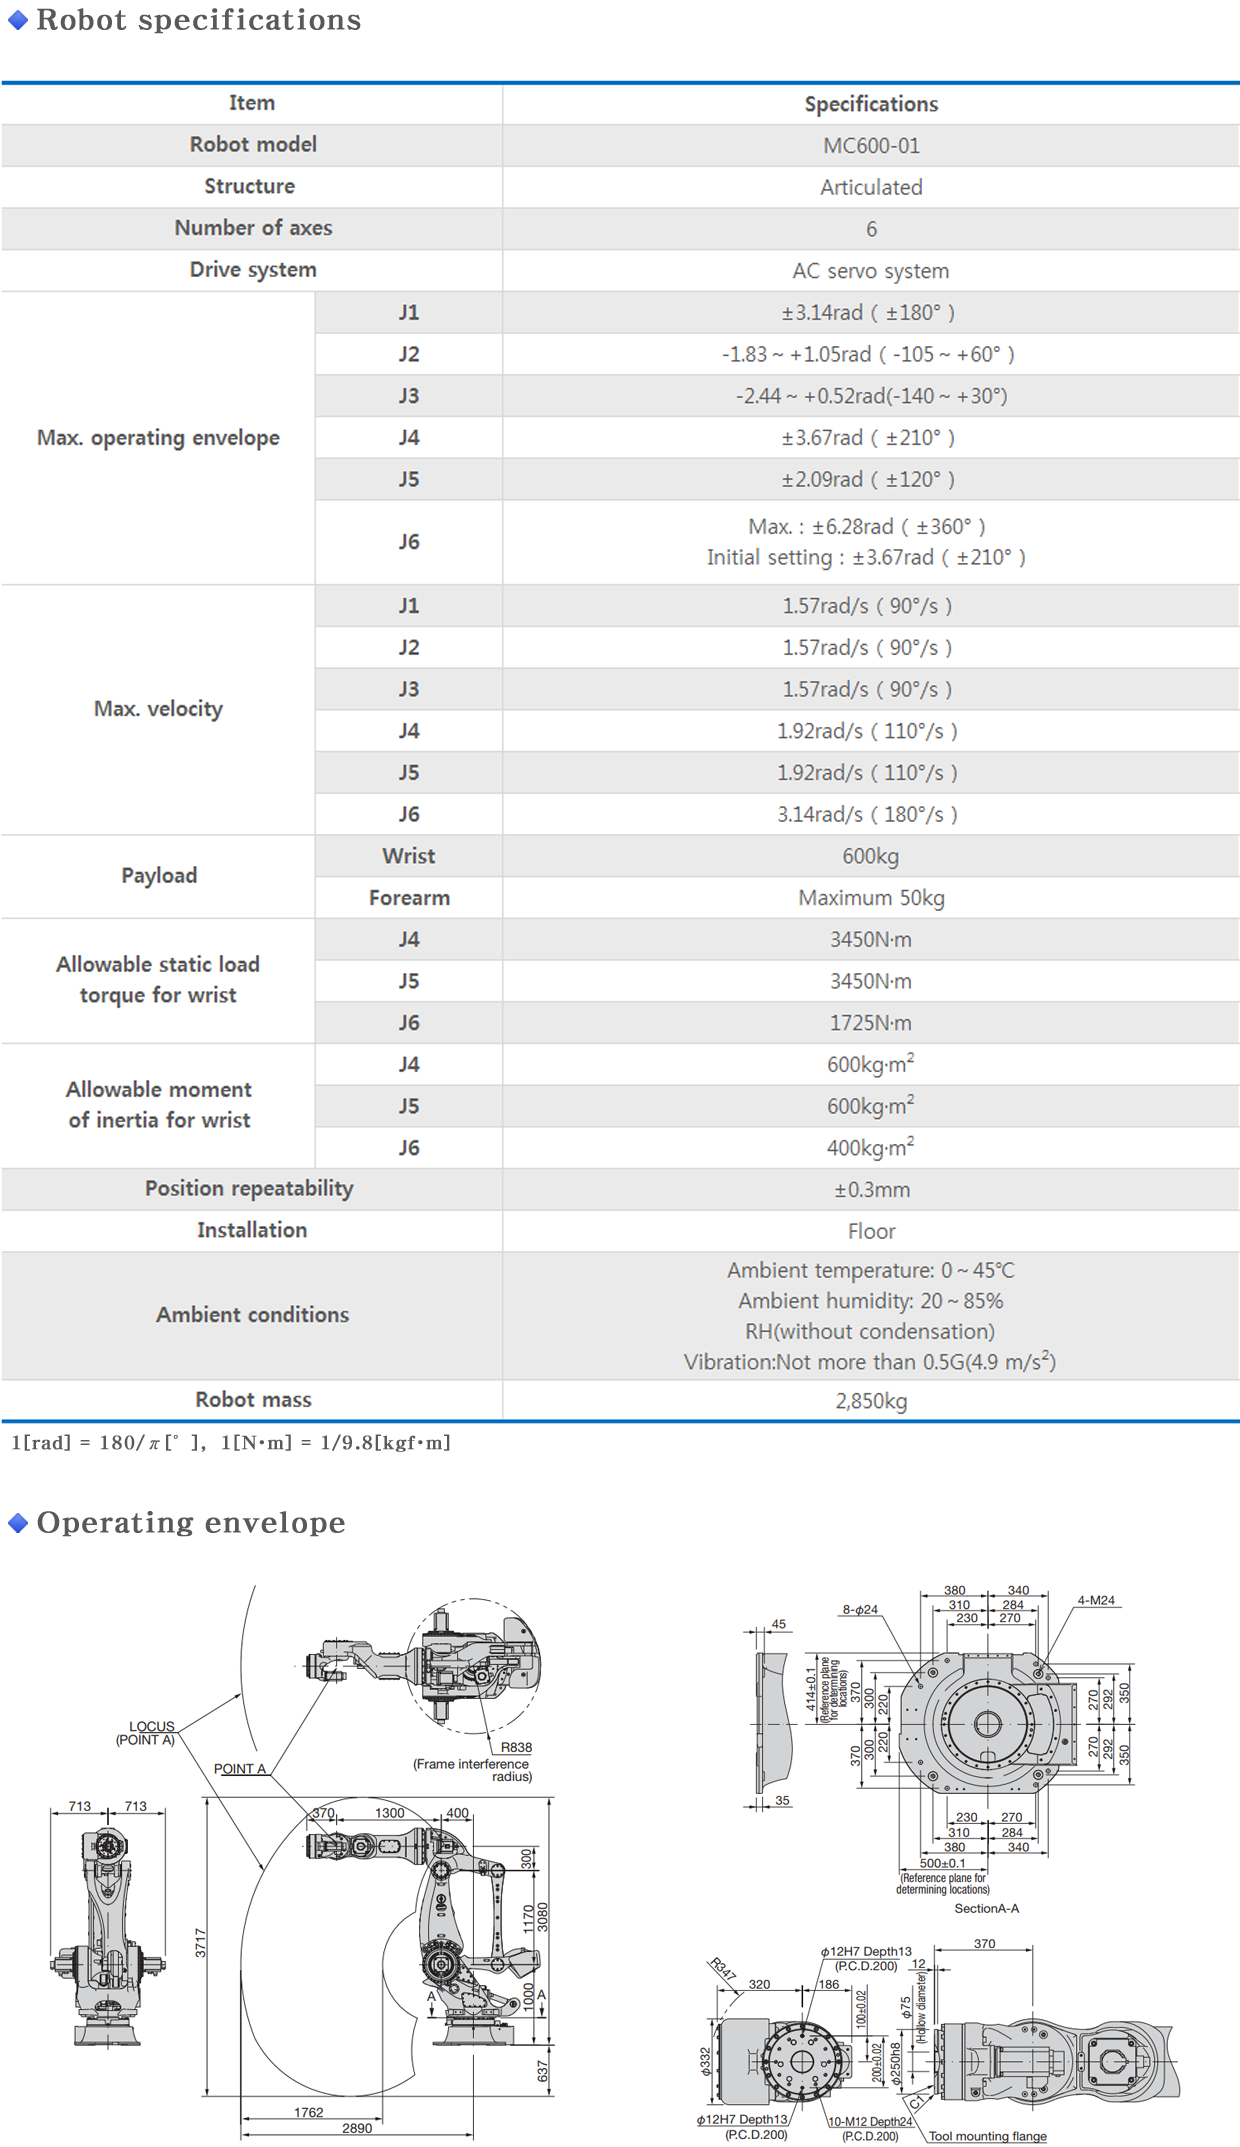 Robot specifications
Item Specifications
Robot model MC600-01
Structure Articulated
Number of axes 6
Drive system AC servo system
Max. operating envelope
J1 ±3.14rad ( ±180° )
J2 -1.83 ~ +1.05rad ( -105 ~ +60° )
J3 -2.44 ~ +0.52rad(-140 ~ +30°)
J4 ±3.67rad ( ±210° )
J5 ±2.09rad ( ±120° )
J6 Max. : ±6.28rad ( ±360° )
Initial setting : ±3.67rad ( ±210° )
Max. velocity
J1 1.57rad/s ( 90°/s )
J2 1.57rad/s ( 90°/s )
J3 1.57rad/s ( 90°/s )
J4 1.92rad/s ( 110°/s )
J5 1.92rad/s ( 110°/s )
J6 3.14rad/s ( 180°/s )
Payload
Wrist 600kg
Forearm Maximum 50kg
Allowable static load
torque for wrist
J4 3450N·m
J5 3450N·m
J6 1725N·m
Allowable moment
of inertia for wrist
J4 600kg·m²
J5 600kg·m²
J6 400kg·m²
Position repeatability ±0.3mm
Installation Floor
Ambient conditions
Ambient temperature: 0 ~ 45℃
Ambient humidity: 20 ~ 85%
RH(without condensation)
Vibration:Not more than 0.5G(4.9 m/s²)
Robot mass 2,850kg
1[rad] = 180/π[° ], 1[N·m] = 1/9.8[kgf·m]
Operating envelope
LOCUS
(POINT A)
POINT A
R838
(Frame interference
radius)
713 713
370 1300 400
300
1170
3080
1000
3717
637
A A
1762
2890
380 340
310 284
230 270
8-φ24
4-M24
45
35
414±0.1
(Reference plane
for determining
locations)
370
300
220
220
300
370
270
292
350
270
292
350
230 270
310 284
380 340
500±0.1
(Reference plane for
determining locations)
SectionA-A
φ12H7 Depth13
(P.C.D.200)
R347
320 186
100±0.02
200±0.02
φ332
φ12H7 Depth13
(P.C.D.200)
10-M12 Depth24
(P.C.D.200)
370
12
φ75
(Hollow diameter)
φ250h8
C1
Tool mounting flange